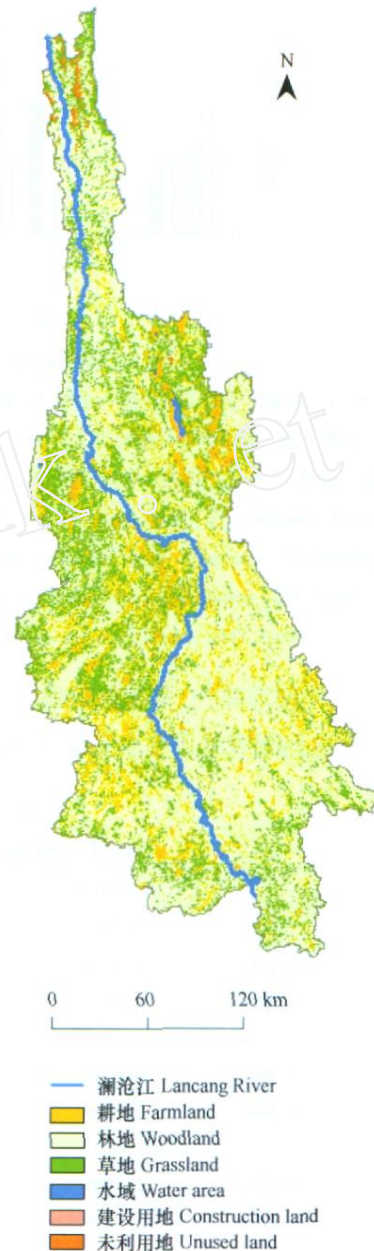 N
0 60 120 km
澜沧江 Lancang River
耕地 Farmland
林地 Woodland
草地 Grassland
水域 Water area
建设用地 Construction land
未利用地 Unused land